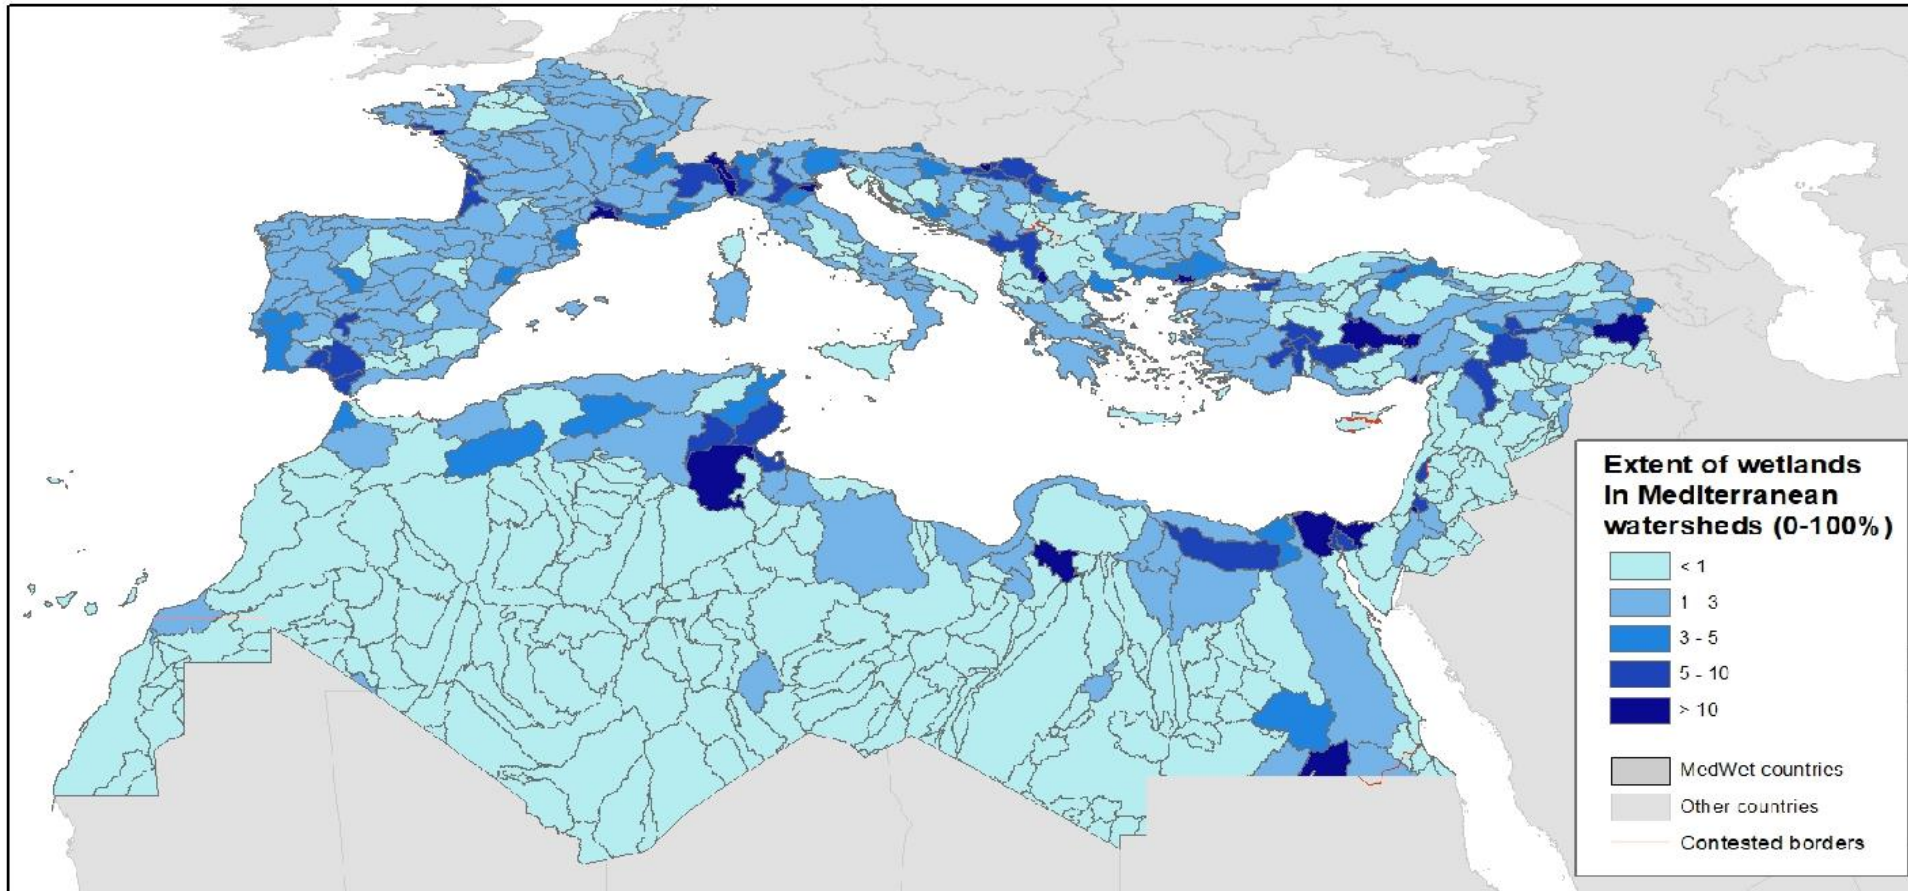 Extent of wetlands
In Mediterranean
watersheds (0-100%)
< 1
1 - 3
3 - 5
5 - 10
> 10
MedWet countries
Other countries
Contested borders